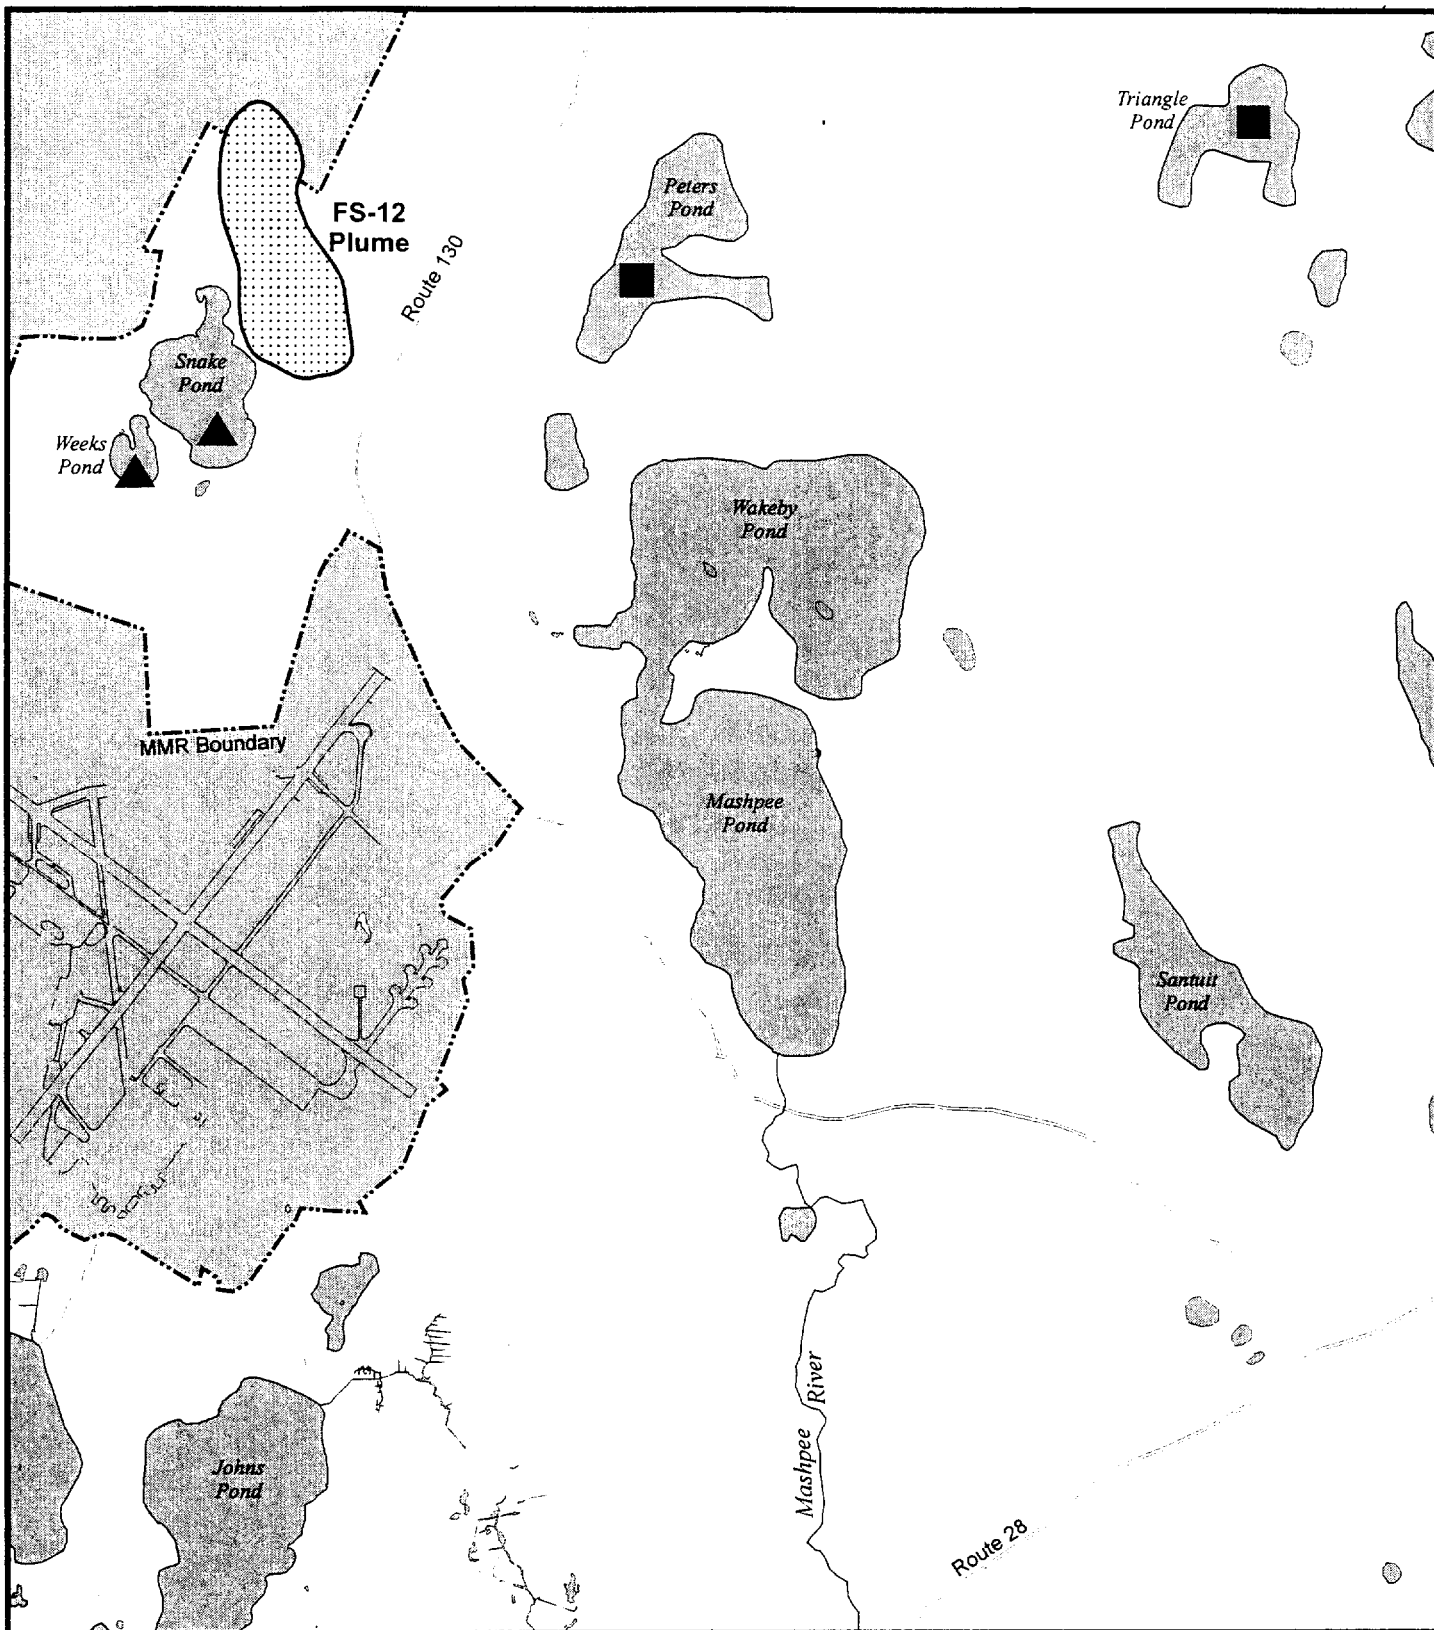 Triangle
Pond
Peters
Pond
FS-12
Plume
Route 130
Snake
Pond
Weeks
Pond
Wakeby
Pond
MMR Boundary
Mashpee
Pond
Santuit
Pond
Mashpee River
Johns
Pond
Route 28